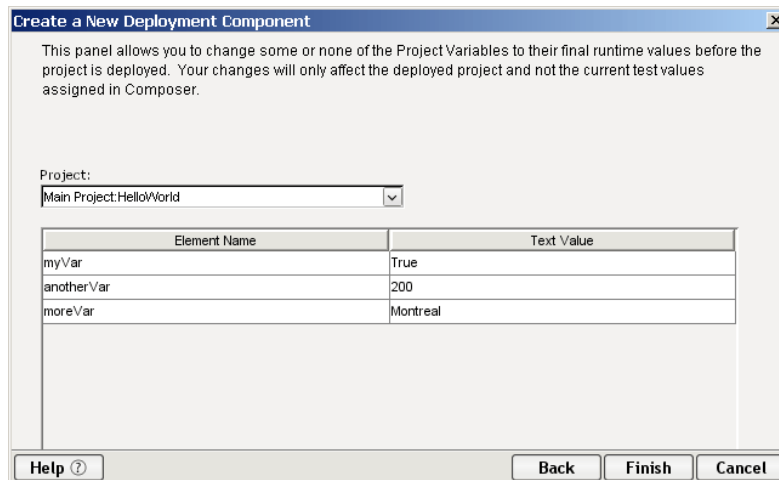 Create a New Deployment Component
This panel allows you to change some or none of the Project Variables to their final runtime values before the
project is deployed. Your changes will only affect the deployed project and not the current test values
assigned in Composer.
Project:
Main Project:HelloWorld
Element Name Text Value
myVar True
anotherVar 200
moreVar Montreal
Help ? Back Finish Cancel